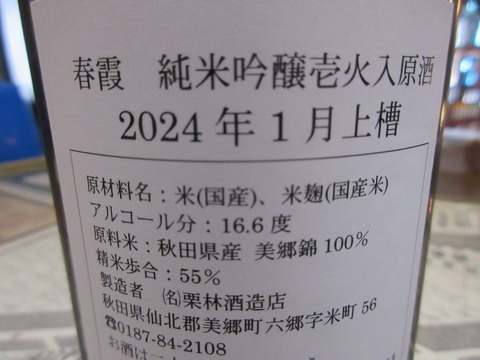 春霞　純米吟醸壱火入原酒
2024年1月上槽
原材料名：米(国産)、米麹(国産米)
アルコール分：16.6度
原料米：秋田県産 美郷錦100%
精米歩合：55%
製造者　㈴栗林酒造店
秋田県仙北郡美郷町六郷字米町56
☎0187-84-2108
お酒は